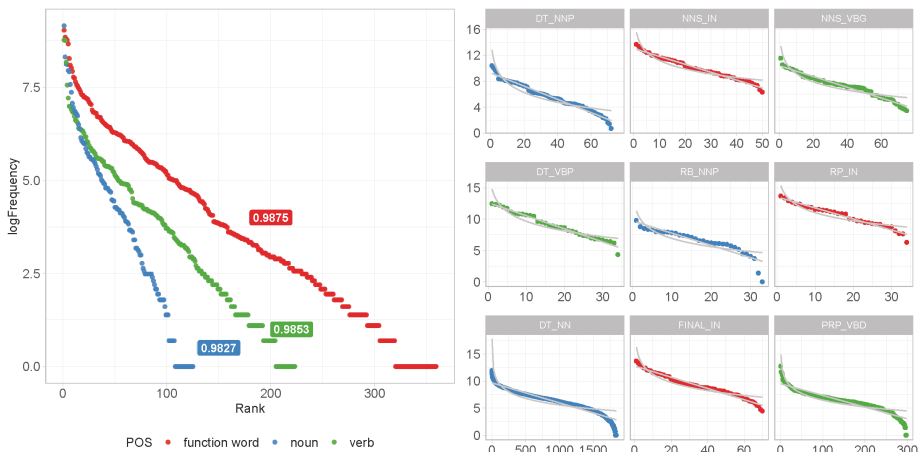 logFrequency
7.5
5.0
2.5
0.0
0.9875
0.9853
0.9827
0 100 200 300
Rank
POS function word noun verb
DT_NNP NNS_IN NNS_VBG
16
12
8
4
0
0 20 40 60 0 10 20 30 40 50 0 20 40 60
DT_VBP RB_NNP RP_IN
15
10
5
0
0 10 20 30 0 10 20 30 0 10 20 30
DT_NN FINAL_IN PRP_VBD
15
10
5
0
0 500 1000 1500 0 20 40 60 0 100 200 300